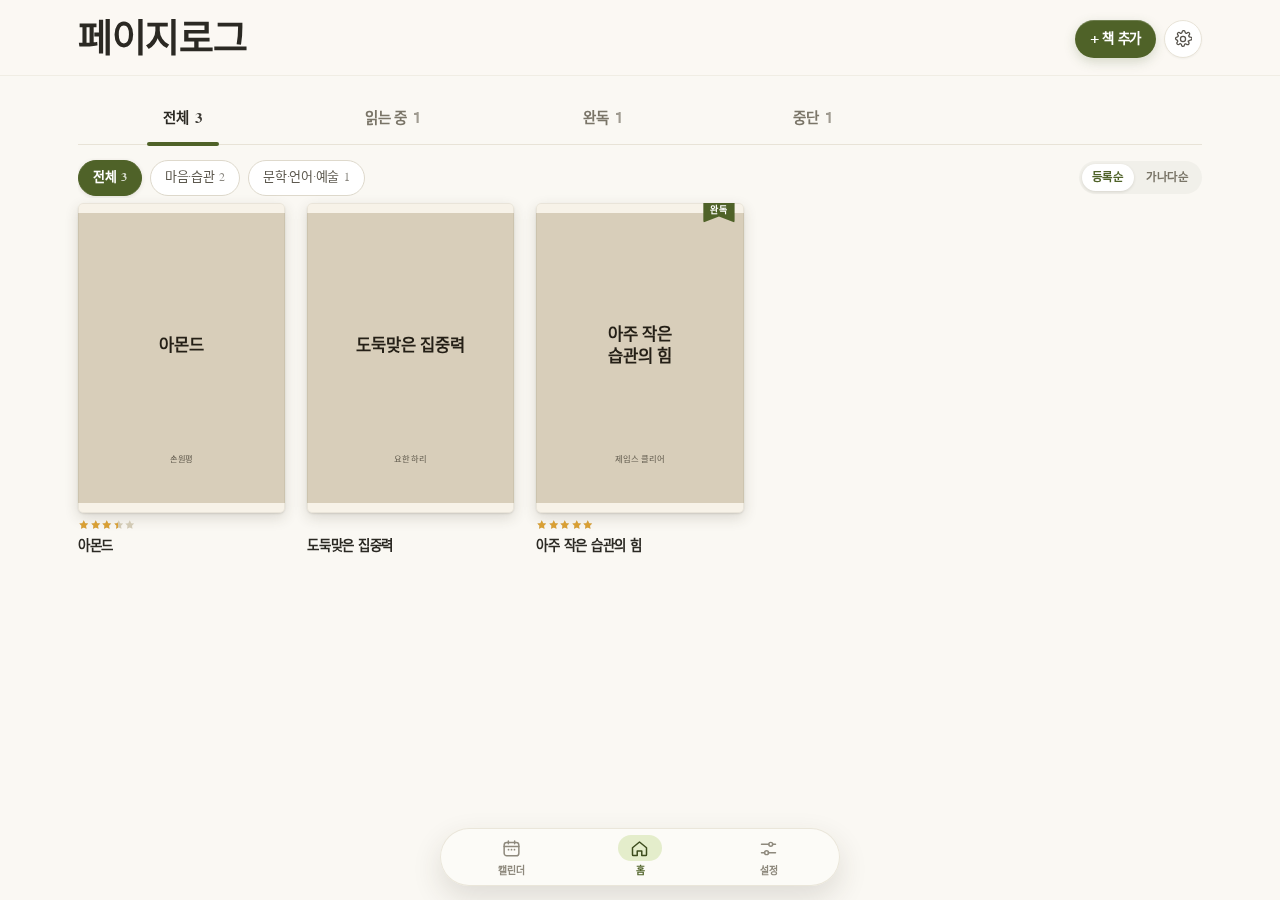 페이지로그
+ 책 추가
전체 3
읽는 중 1
완독 1
중단 1
전체 3
마음·습관 2
문학·언어·예술 1
등록순
가나다순
아몬드
손원평
도둑맞은 집중력
요한 하리
완독
아주 작은
습관의 힘
제임스 클리어
아몬드
도둑맞은 집중력
아주 작은 습관의 힘
캘린더
홈
설정